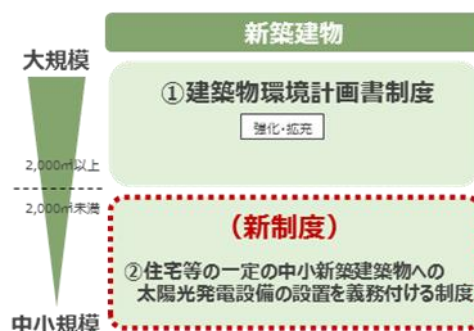 新築建物
大規模
①建築物環境計画書制度
強化・拡充
2,000㎡以上
2,000㎡未満
(新制度)
②住宅等の一定の中小新築建築物への
太陽光発電設備の設置を義務付ける制度
中小規模